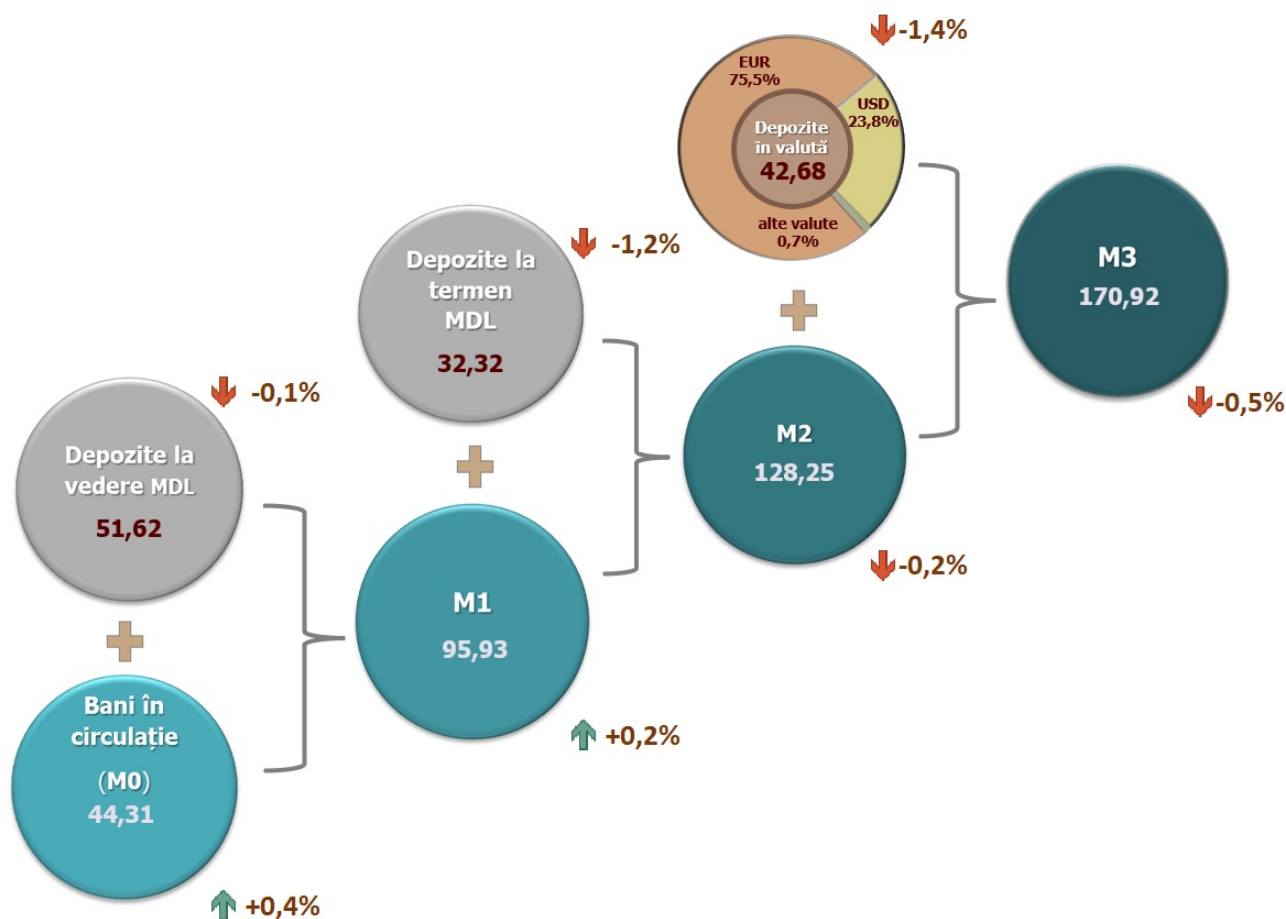 -1,4%
EUR
75,5%
USD
23,8%
Depozite
în valută
42,68
alte valute
0,7%
Depozite la
termen
MDL
32,32
-1,2%
M3
170,92
-0,5%
Depozite la
vedere MDL
51,62
-0,1%
M2
128,25
-0,2%
M1
95,93
+0,2%
Bani în
circulație
(M0)
44,31
+0,4%